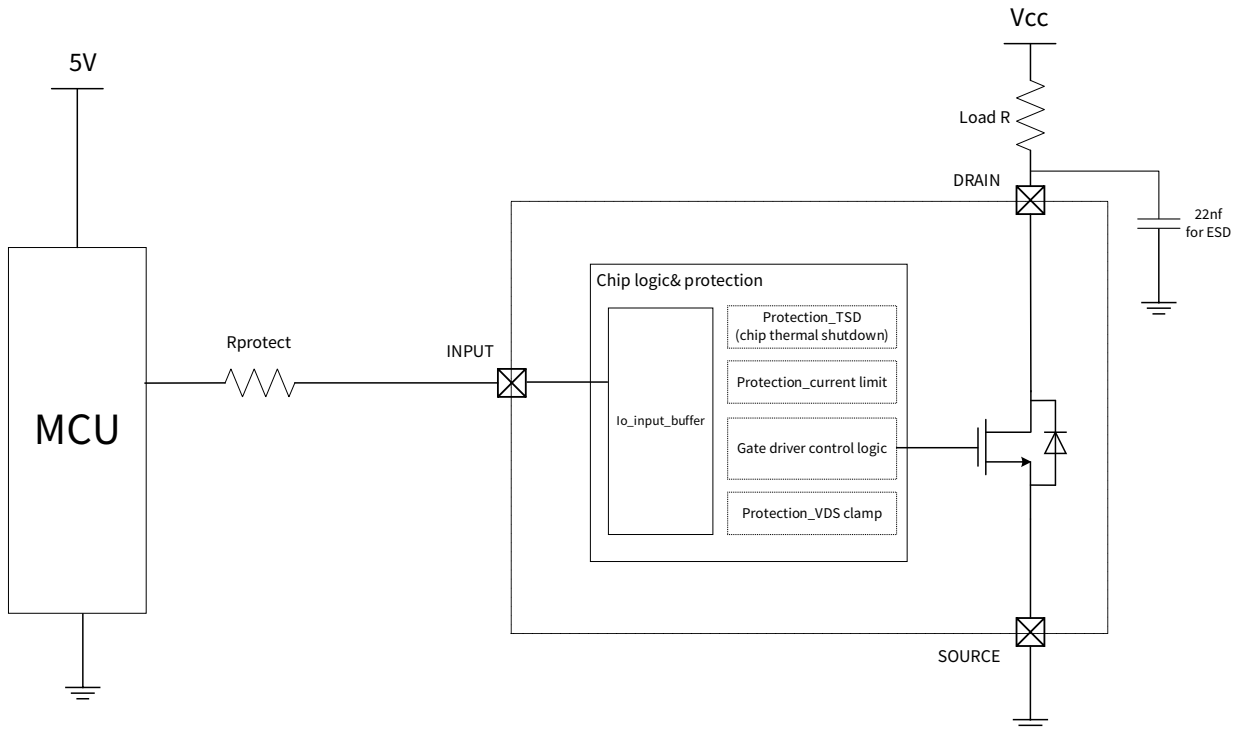 Vcc
5V
Load R
DRAIN
22nf
for ESD
Chip logic& protection
Protection_TSD
(chip thermal shutdown)
Rprotect
INPUT
Protection_current limit
MCU
Io_input_buffer
Gate driver control logic
Protection_VDS clamp
SOURCE